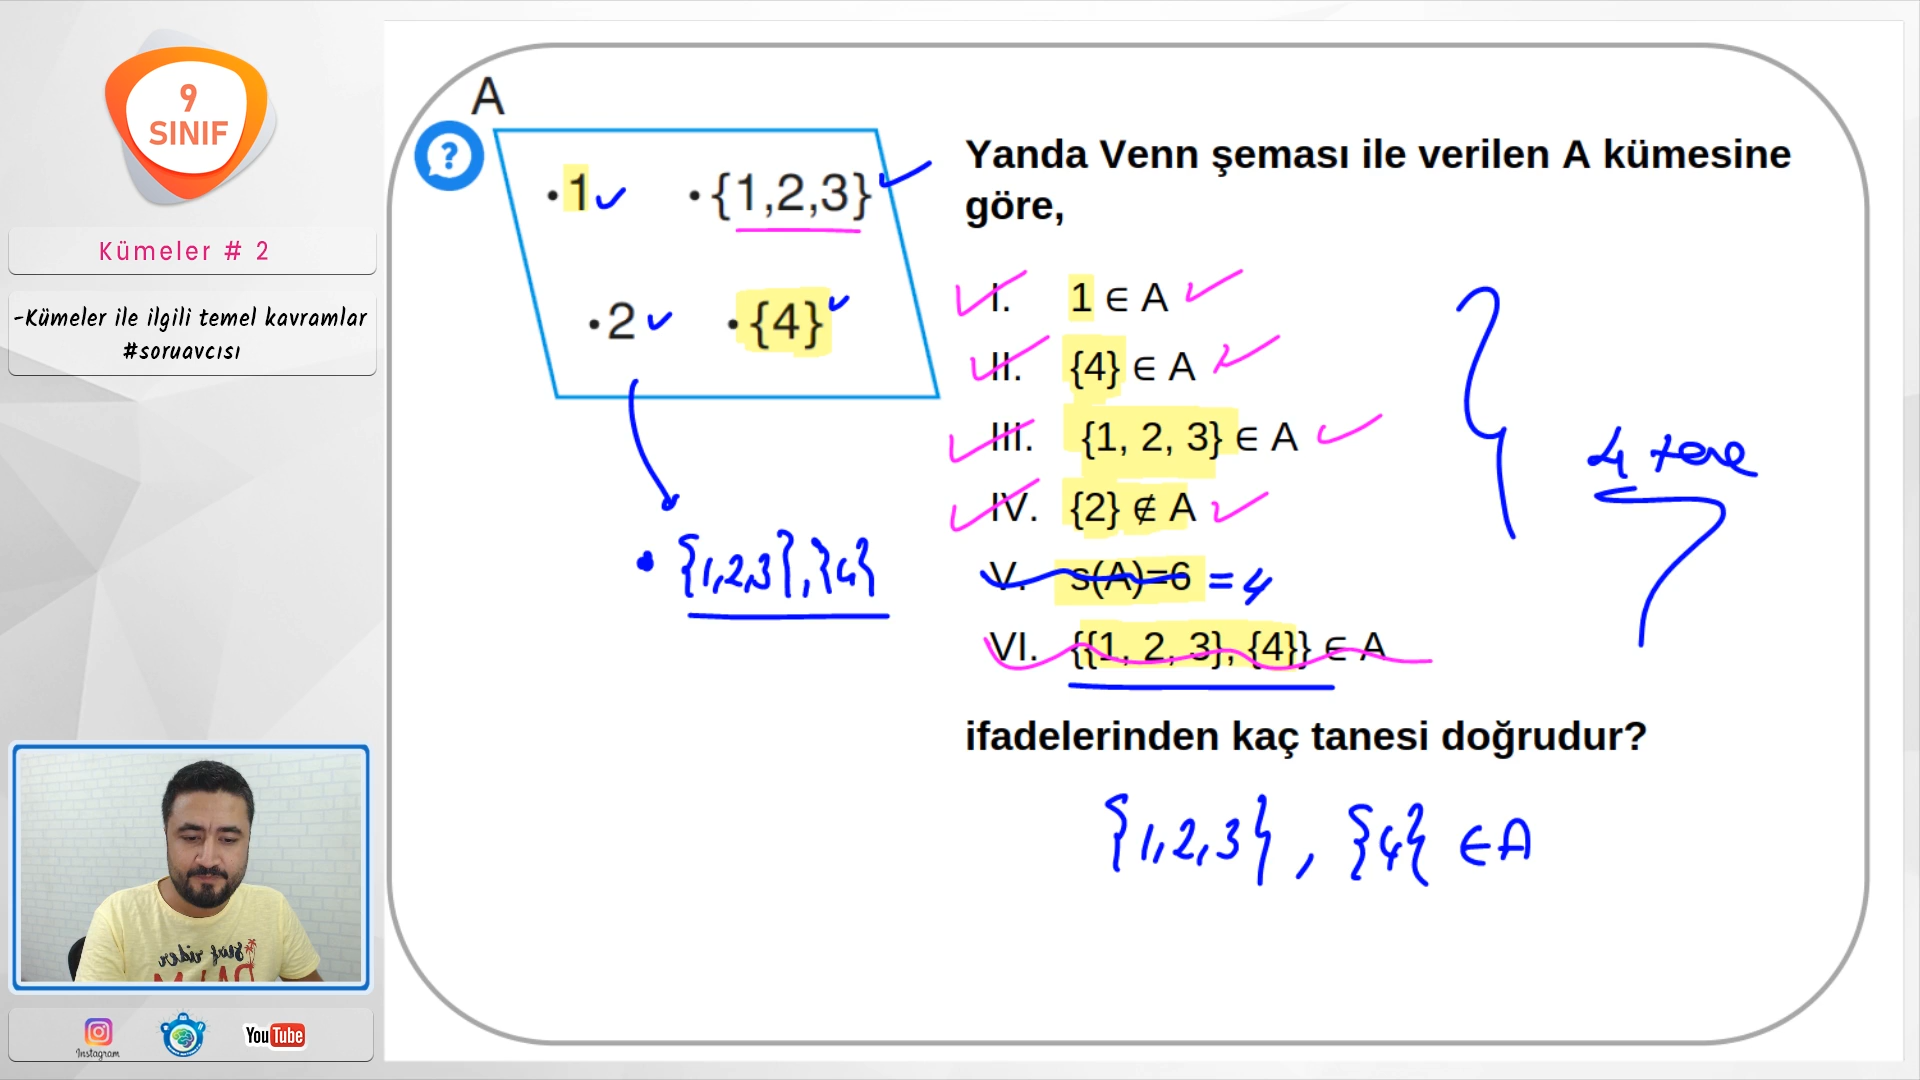 9
SINIF
Kümeler # 2
-Kümeler ile ilgili temel kavramlar
#soruavcısı
A
?
•1 •{1,2,3}
•2 •{4}
• {1,2,3},{4}
Yanda Venn şeması ile verilen A kümesine
göre,
I. 1 ∈ A
II. {4} ∈ A
III. {1, 2, 3} ∈ A
IV. {2} ∉ A
V. s(A)=6 = 4
VI. {{1, 2, 3}, {4}} ∈ A
4 tane
ifadelerinden kaç tanesi doğrudur?
{1,2,3} , {4} ∈A
surf rider
Instagram
YouTube